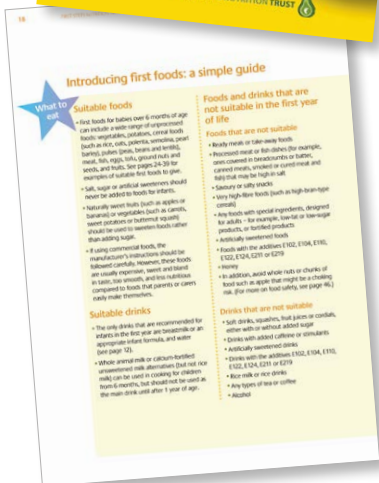 TRUST
16
Introducing first foods: a simple guide
What to
eat
Suitable foods
• First foods for babies over 6 months of age
can include a wide range of unprocessed
foods: vegetables, potatoes, cereal foods
(such as rice, oats, polenta, semolina, pearl
barley), pulses (peas, beans and lentils),
meat, fish, eggs, tofu, ground nuts and
seeds, and fruits. See pages 24-39 for
examples of suitable first foods to give.
• Salt, sugar or artificial sweeteners should
never be added to foods for infants.
• Naturally sweet fruits (such as apples or
bananas) or vegetables (such as carrots,
sweet potatoes or butternut squash)
should be used to sweeten foods rather
than adding sugar.
• If using commercial foods, the
manufacturer's instructions should be
followed carefully. However, these foods
are usually expensive, sweet and bland
in taste, too smooth, and less nutritious
compared to foods that parents or carers
easily make themselves.
Suitable drinks
• The only drinks that are recommended for
infants in the first year are breastmilk or an
appropriate infant formula, and water
(see page 12).
• Whole animal milk or calcium-fortified
unsweetened milk alternatives (but not rice
milk) can be used in cooking for children
from 6 months, but should not be used as
the main drink until after 1 year of age.
Foods and drinks that are
not suitable in the first year
of life
Foods that are not suitable
• Ready meals or take-away foods
• Processed meat or fish dishes (for example,
ones covered in breadcrumbs or batter,
canned meats, smoked or cured meat and
fish) that may be high in salt
• Savoury or salty snacks
• Very high-fibre foods (such as high-bran-type
cereals)
• Any foods with special ingredients, designed
for adults – for example, low-fat or low-sugar
products, or fortified products
• Artificially sweetened foods
• Foods with the additives E102, E104, E110,
E122, E124, E211 or E219
• Honey
• In addition, avoid whole nuts or chunks of
food such as apple that might be a choking
risk. (For more on food safety, see page 46.)
Drinks that are not suitable
• Soft drinks, squashes, fruit juices or cordials,
either with or without added sugar
• Drinks with added caffeine or stimulants
• Artificially sweetened drinks
• Drinks with the additives E102, E104, E110,
E122, E124, E211 or E219
• Rice milk or rice drinks
• Any types of tea or coffee
• Alcohol